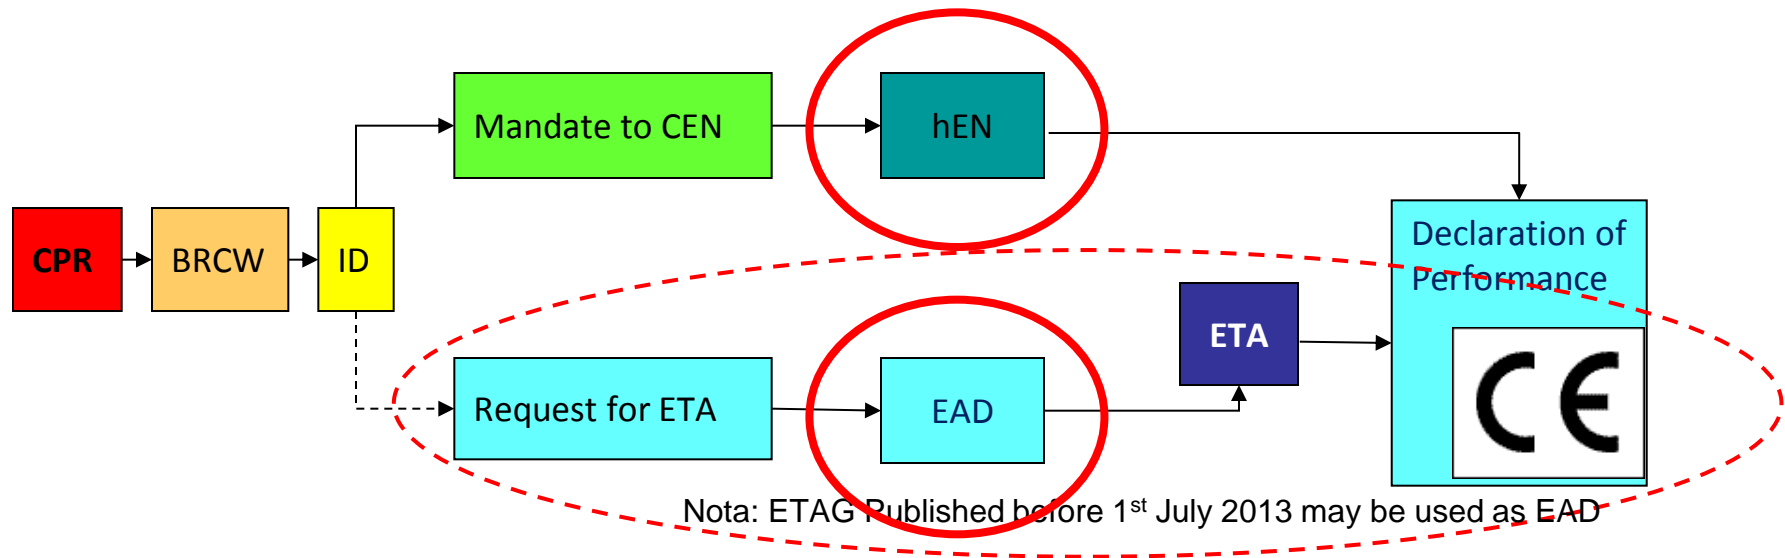 Mandate to CEN
hEN
CPR
BRCW
ID
Declaration of
Performance
ETA
Request for ETA
EAD
CE
Nota: ETAG Published before 1st July 2013 may be used as EAD